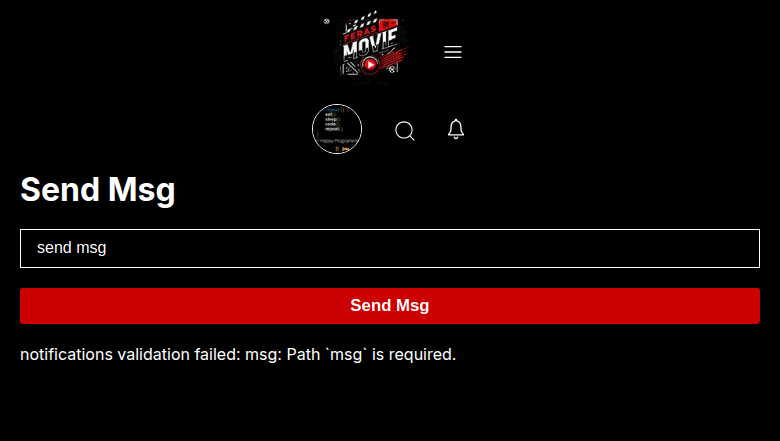 FERAS
MOVIE
eat
sleep
code
repeat
Happy Programmer
Send Msg
send msg
Send Msg
notifications validation failed: msg: Path `msg` is required.